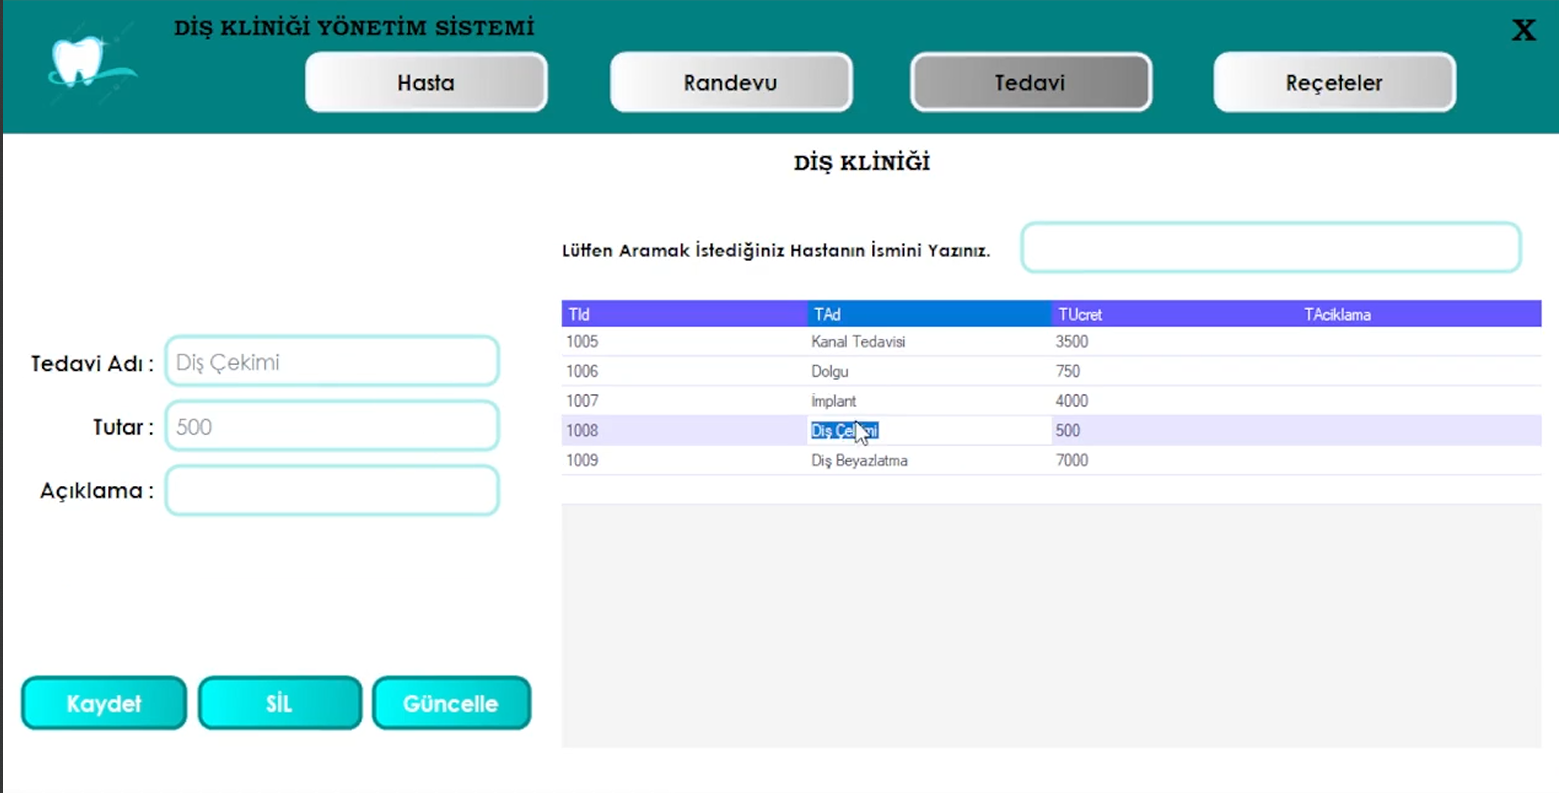 DİŞ KLİNİĞİ YÖNETİM SİSTEMİ
X
Hasta Randevu Tedavi Reçeteler
DİŞ KLİNİĞİ
Lütfen Aramak İstediğiniz Hastanın İsmini Yazınız.
TId TAd TUcret TAciklama
1005 Kanal Tedavisi 3500
1006 Dolgu 750
1007 İmplant 4000
1008 Diş Çekimi 500
1009 Diş Beyazlatma 7000
Tedavi Adı : Diş Çekimi
Tutar : 500
Açıklama :
Kaydet SİL Güncelle